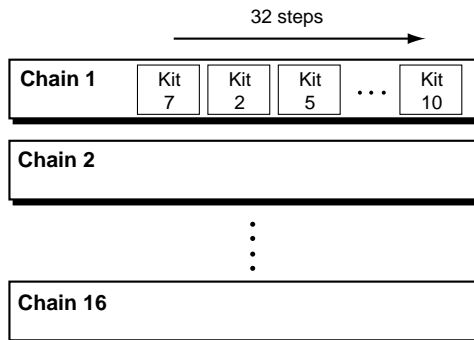 32 steps
Chain 1
Kit Kit Kit Kit
7 2 5 ... 10
Chain 2
Chain 16